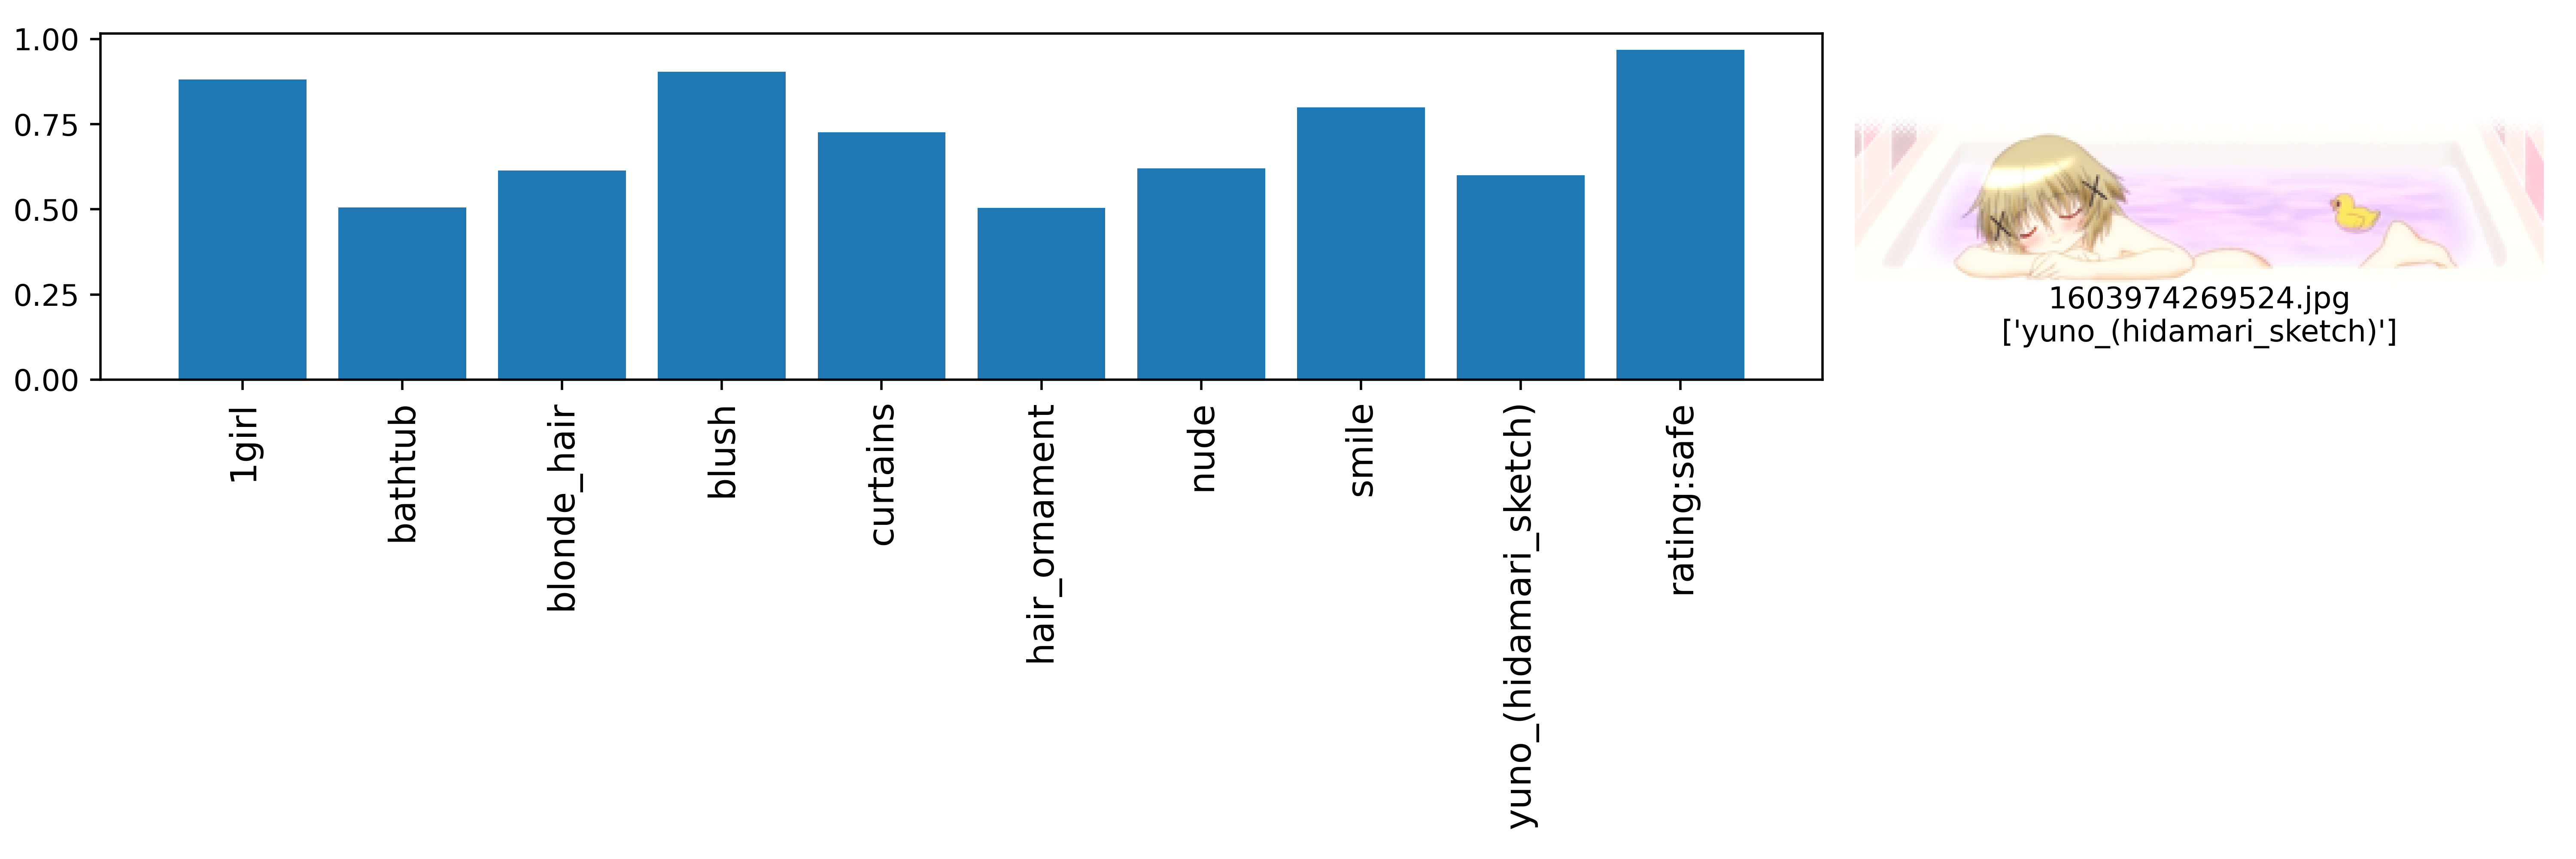 1.00
0.75
0.50
0.25
0.00
1girl
bathtub
blonde_hair
blush
curtains
hair_ornament
nude
smile
yuno_(hidamari_sketch)
rating:safe
1603974269524.jpg
['yuno_(hidamari_sketch)']